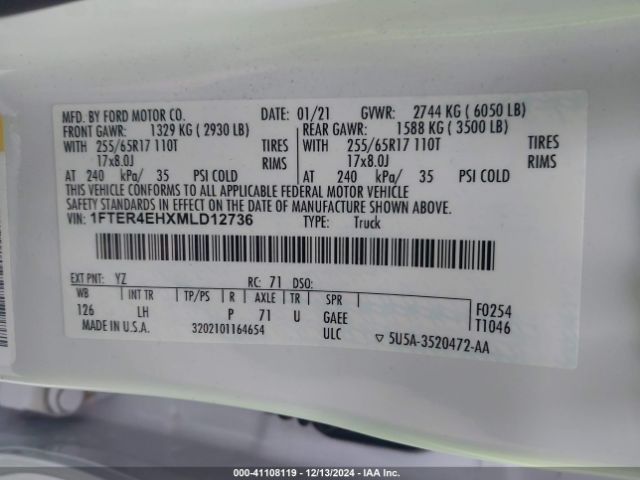 MFD. BY FORD MOTOR CO. DATE: 01/21 GVWR: 2744 KG ( 6050 LB)
FRONT GAWR: 1329 KG ( 2930 LB) REAR GAWR: 1588 KG ( 3500 LB)
WITH 255/65R17 110T TIRES WITH 255/65R17 110T TIRES
17x8.0J RIMS 17x8.0J RIMS
AT 240 kPa/ 35 PSI COLD AT 240 kPa/ 35 PSI COLD
THIS VEHICLE CONFORMS TO ALL APPLICABLE FEDERAL MOTOR VEHICLE
SAFETY STANDARDS IN EFFECT ON THE DATE OF MANUFACTURE SHOWN ABOVE.
VIN: 1FTER4EHXMLD12736 TYPE: Truck
EXT PNT: YZ RC: 71 DSO:
WB INT TR TP/PS R AXLE TR SPR F0254
126 LH P 71 U GAEE T1046
MADE IN U.S.A. 3202101164654 ULC ▽ 5U5A-3520472-AA
000-41108119 - 12/13/2024 - IAA Inc.